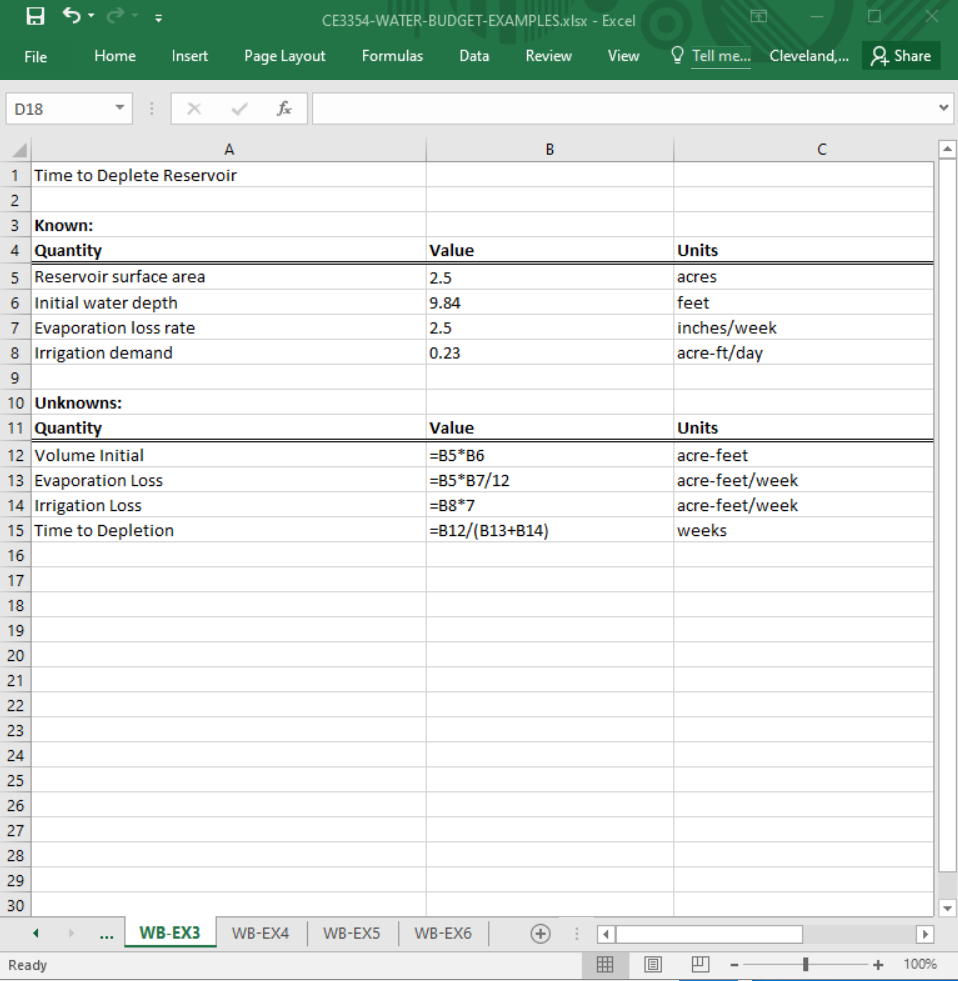 CE3354-WATER-BUDGET-EXAMPLES.xlsx - Excel
File Home Insert Page Layout Formulas Data Review View Tell me... Cleveland,... Share
D18 fx
A B C
1 Time to Deplete Reservoir
2
3 Known:
4 Quantity Value Units
5 Reservoir surface area 2.5 acres
6 Initial water depth 9.84 feet
7 Evaporation loss rate 2.5 inches/week
8 Irrigation demand 0.23 acre-ft/day
9
10 Unknowns:
11 Quantity Value Units
12 Volume Initial =B5*B6 acre-feet
13 Evaporation Loss =B5*B7/12 acre-feet/week
14 Irrigation Loss =B8*7 acre-feet/week
15 Time to Depletion =B12/(B13+B14) weeks
16
17
18
19
20
21
22
23
24
25
26
27
28
29
30
... WB-EX3 WB-EX4 WB-EX5 WB-EX6
Ready 100%